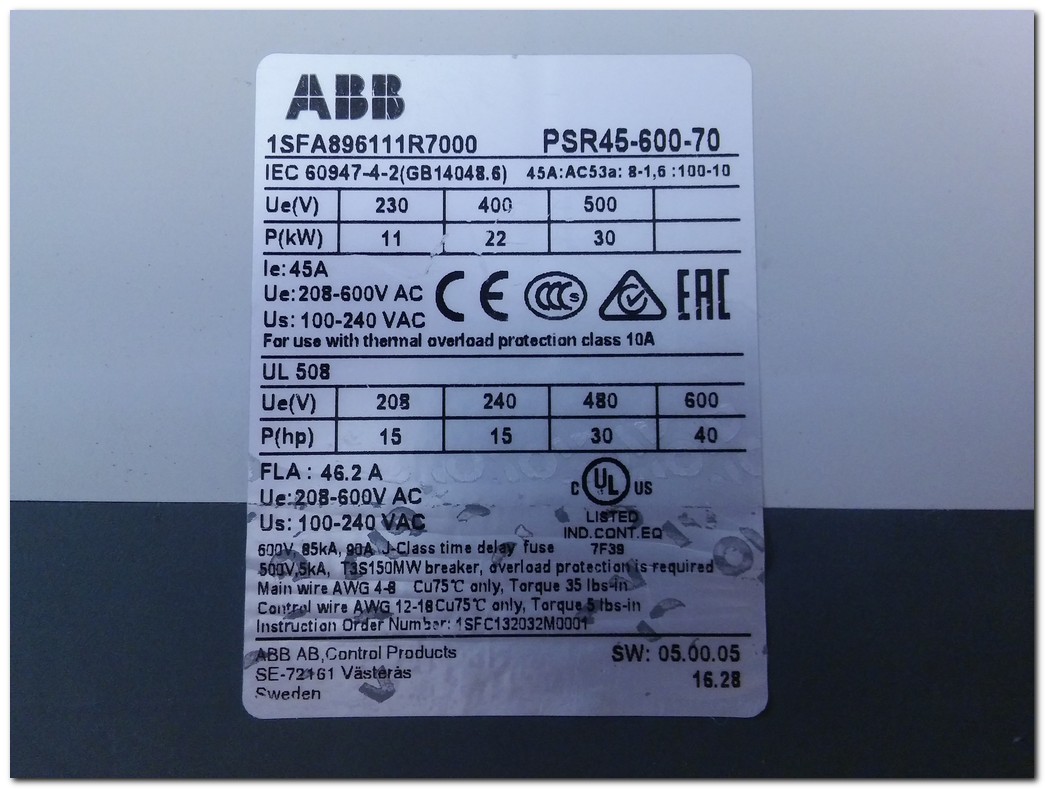 ABB
1SFA896111R7000 PSR45-600-70
IEC 60947-4-2(GB14048.6) 45A:AC53a: 8-1,6 :100-10
Ue(V) 230 400 500
P(kW) 11 22 30
Ie:45A
Ue:208-600V AC
Us: 100-240 VAC
CE CCC S EAC
For use with thermal overload protection class 10A
UL 508
Ue(V) 208 240 480 600
P(hp) 15 15 30 40
FLA : 46.2 A
Ue:208-600V AC
Us: 100-240 VAC
C UL US
LISTED
IND.CONT.EQ
7F39
600V, 85kA, 90A J-Class time delay fuse
500V,5kA, T3S150MW breaker, overload protection is required
Main wire AWG 4-8 Cu75℃ only, Torque 35 lbs-in
Control wire AWG 12-18Cu75℃ only, Torque 5 lbs-in
Instruction Order Number: 1SFC132032M0001
ABB AB,Control Products
SE-72161 Västerås
Sweden
SW: 05.00.05
16.28